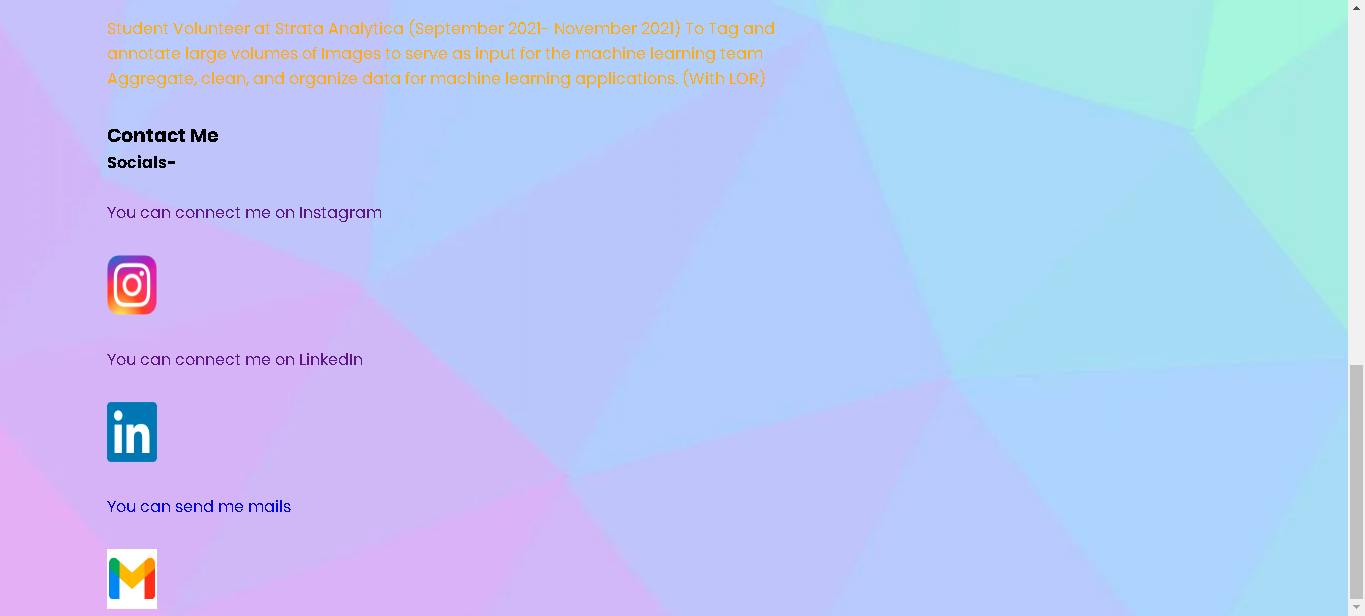 Student Volunteer at Strata Analytica (September 2021- November 2021) To Tag and
annotate large volumes of Images to serve as input for the machine learning team
Aggregate, clean, and organize data for machine learning applications. (With LOR)
Contact Me
Socials-
You can connect me on Instagram
You can connect me on LinkedIn
in
You can send me mails